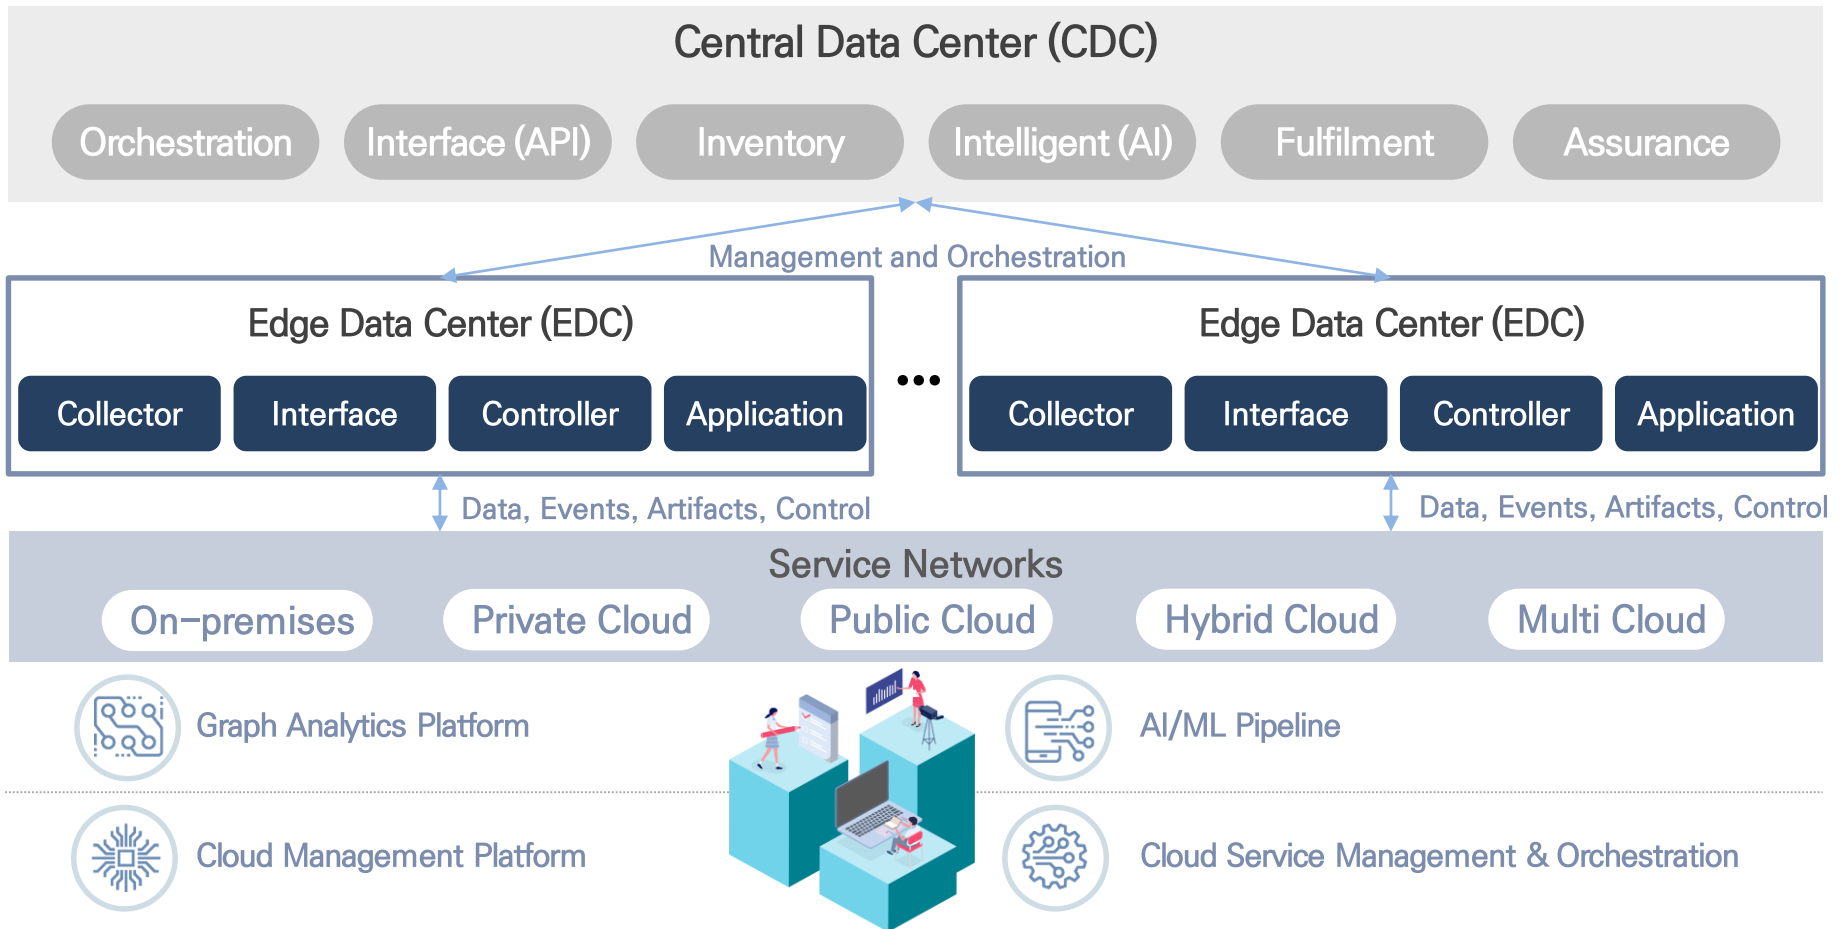 Central Data Center (CDC)
Orchestration
Interface (API)
Inventory
Intelligent (AI)
Fulfilment
Assurance
Management and Orchestration
Edge Data Center (EDC)
Collector
Interface
Controller
Application
...
Edge Data Center (EDC)
Collector
Interface
Controller
Application
Data, Events, Artifacts, Control
Data, Events, Artifacts, Control
Service Networks
On-premises
Private Cloud
Public Cloud
Hybrid Cloud
Multi Cloud
Graph Analytics Platform
AI/ML Pipeline
Cloud Management Platform
Cloud Service Management & Orchestration